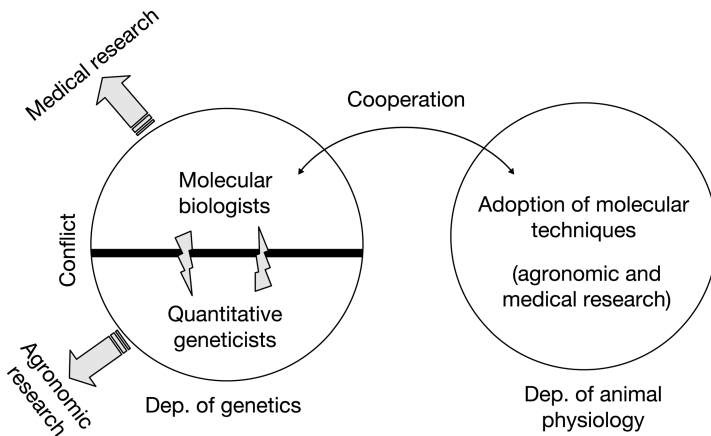 Medical research
Cooperation
Molecular
biologists
Conflict
Quantitative
geneticists
Agronomic
research
Dep. of genetics
Adoption of molecular
techniques
(agronomic and
medical research)
Dep. of animal
physiology